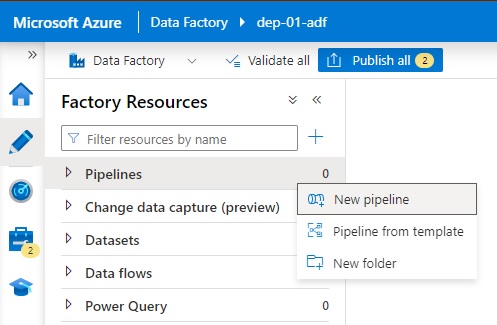 Microsoft Azure Data Factory dep-01-adf
Data Factory Validate all Publish all 2
Factory Resources
Filter resources by name
Pipelines 0
New pipeline
Change data capture (preview)
Pipeline from template
Datasets
2
New folder
Data flows
Power Query 0